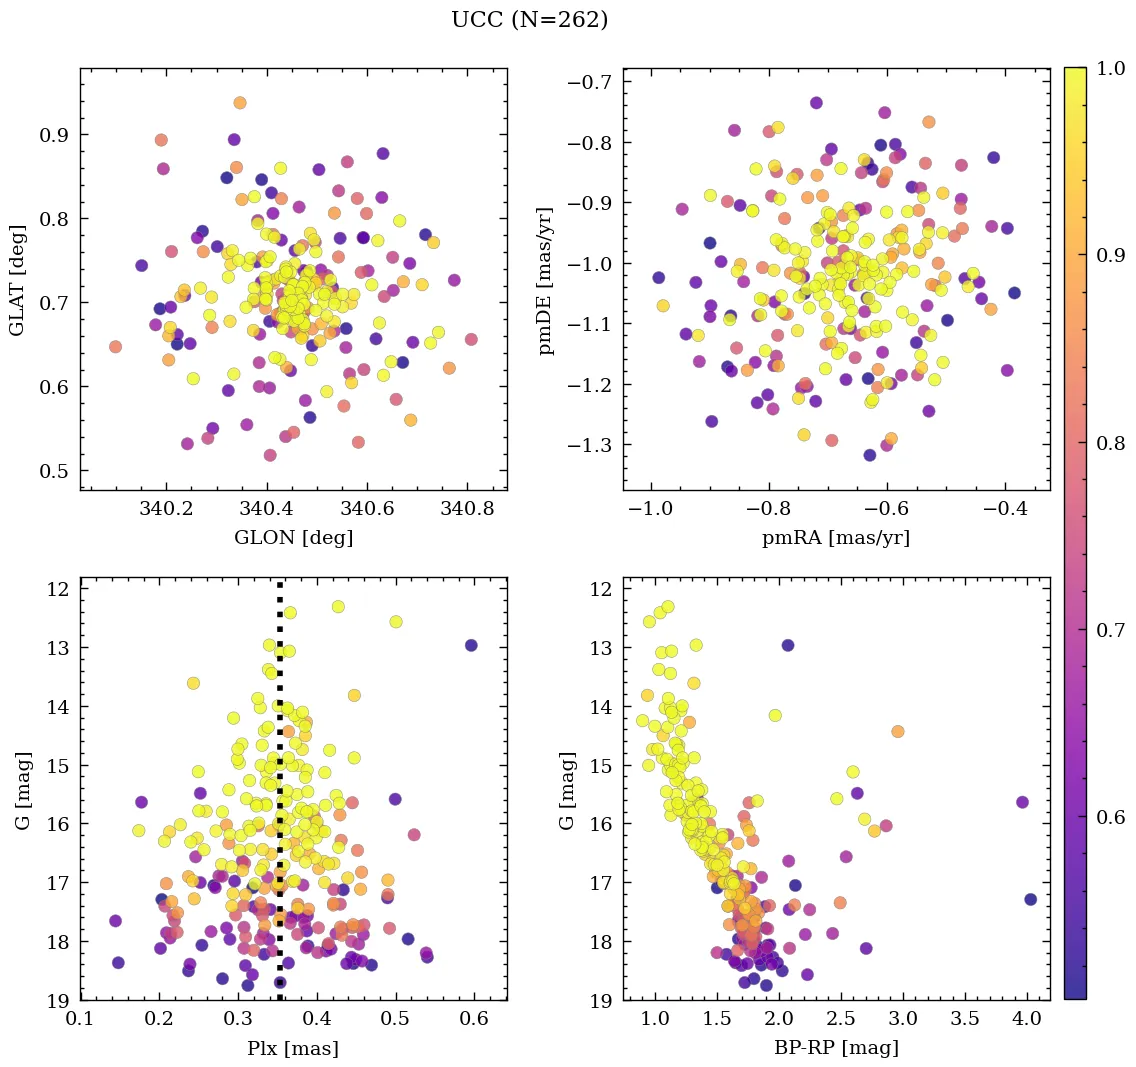 UCC (N=262)
0.9
0.8
0.7
0.6
0.5
GLAT [deg]
340.2 340.4 340.6 340.8
GLON [deg]
−0.7
−0.8
−0.9
−1.0
−1.1
−1.2
−1.3
pmDE [mas/yr]
−1.0 −0.8 −0.6 −0.4
pmRA [mas/yr]
12
13
14
15
16
17
18
19
G [mag]
0.1 0.2 0.3 0.4 0.5 0.6
Plx [mas]
12
13
14
15
16
17
18
19
G [mag]
1.0 1.5 2.0 2.5 3.0 3.5 4.0
BP-RP [mag]
1.0
0.9
0.8
0.7
0.6